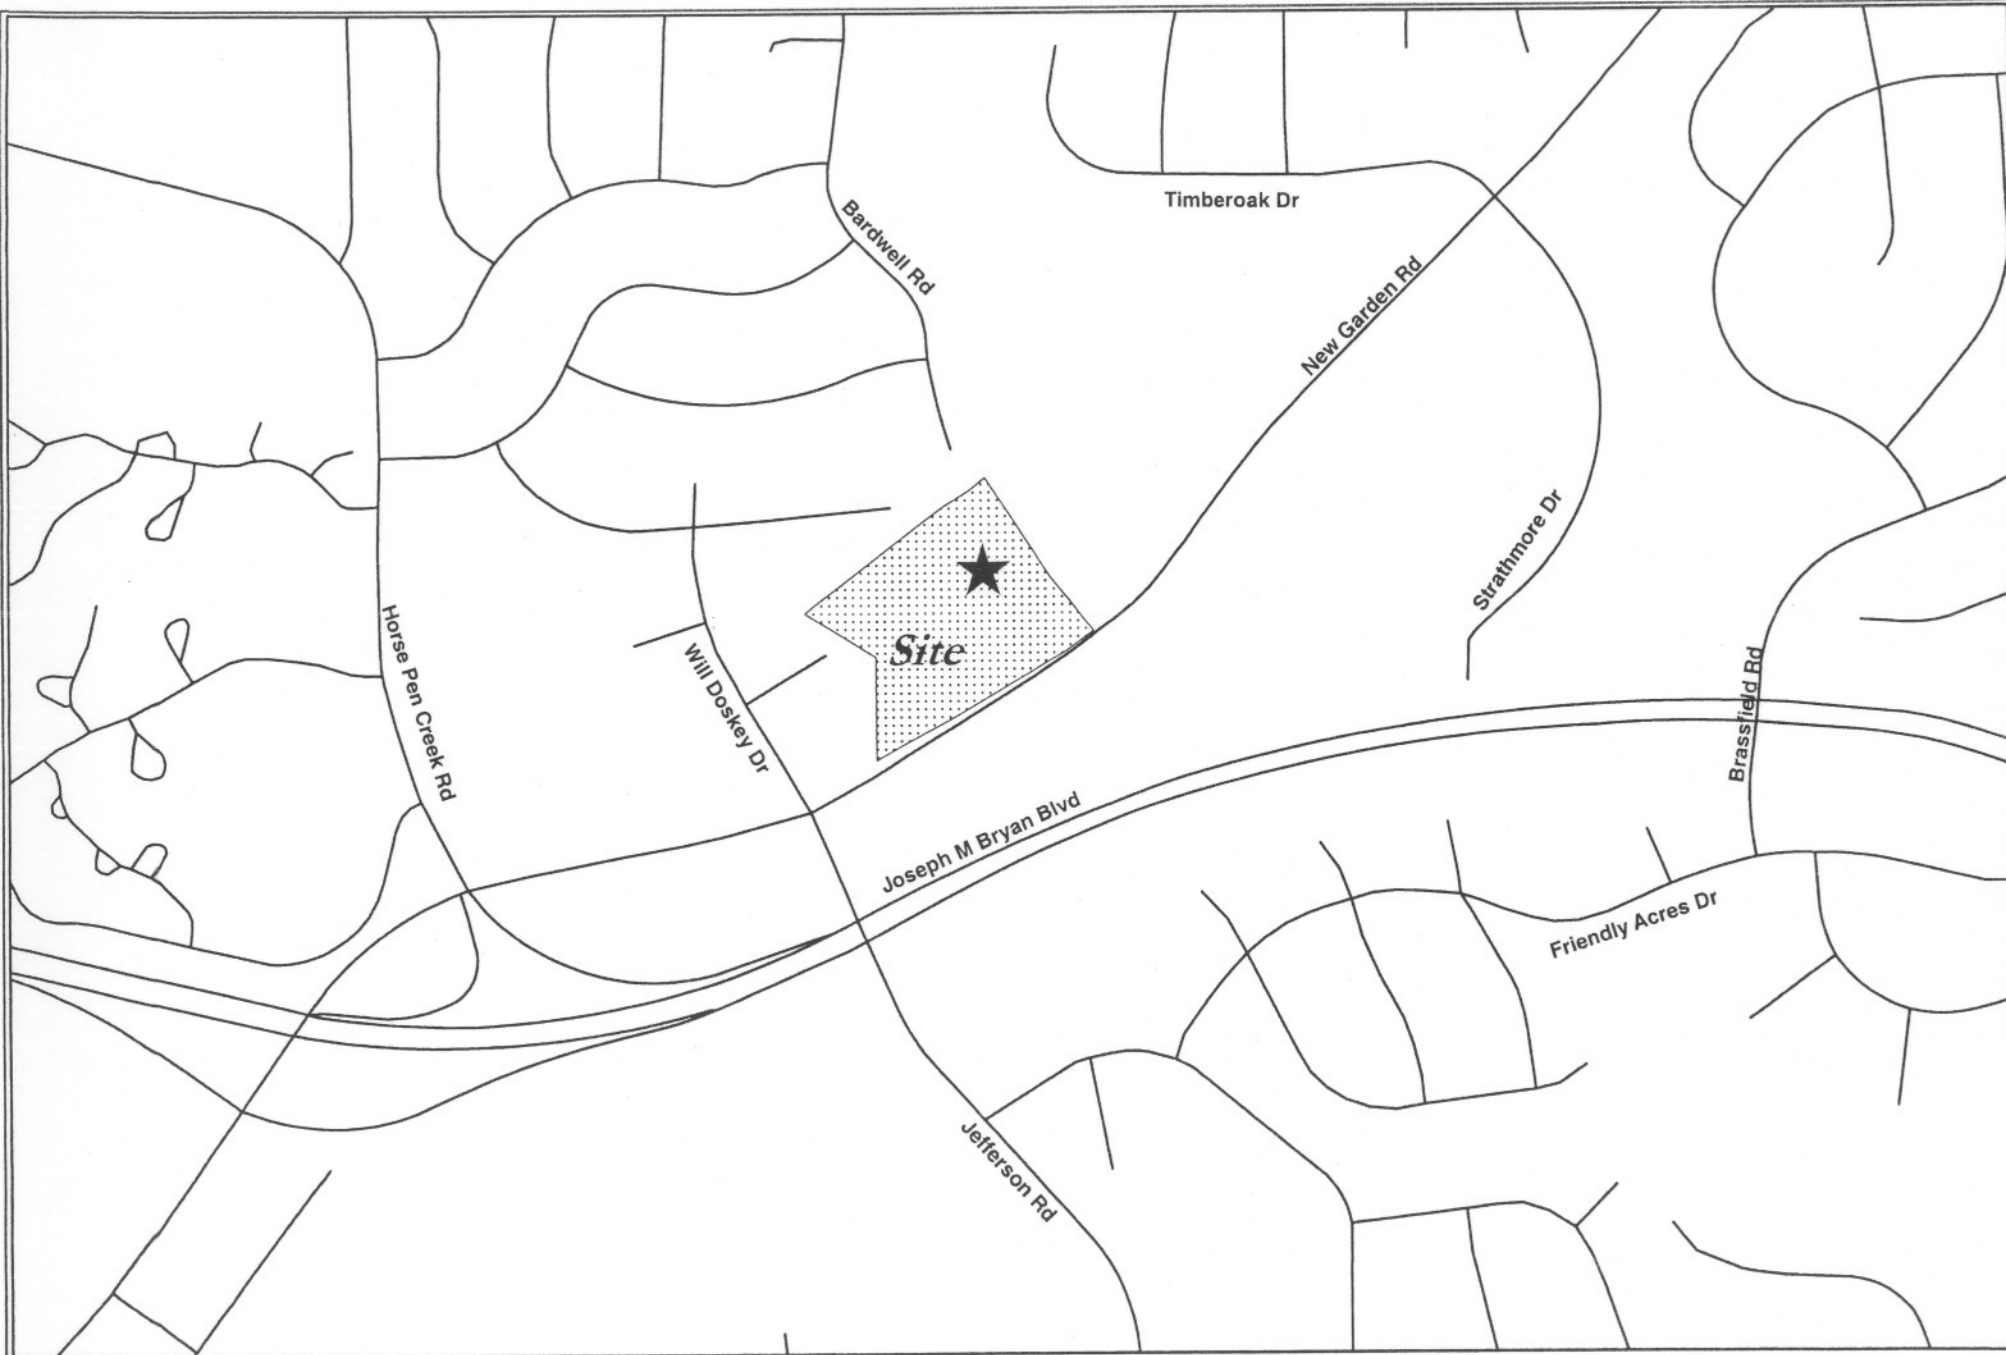 Timberoak Dr
Bardwell Rd
New Garden Rd
Strathmore Dr
Site
Horse Pen Creek Rd
Will Doskey Dr
Brassfield Rd
Joseph M Bryan Blvd
Friendly Acres Dr
Jefferson Rd